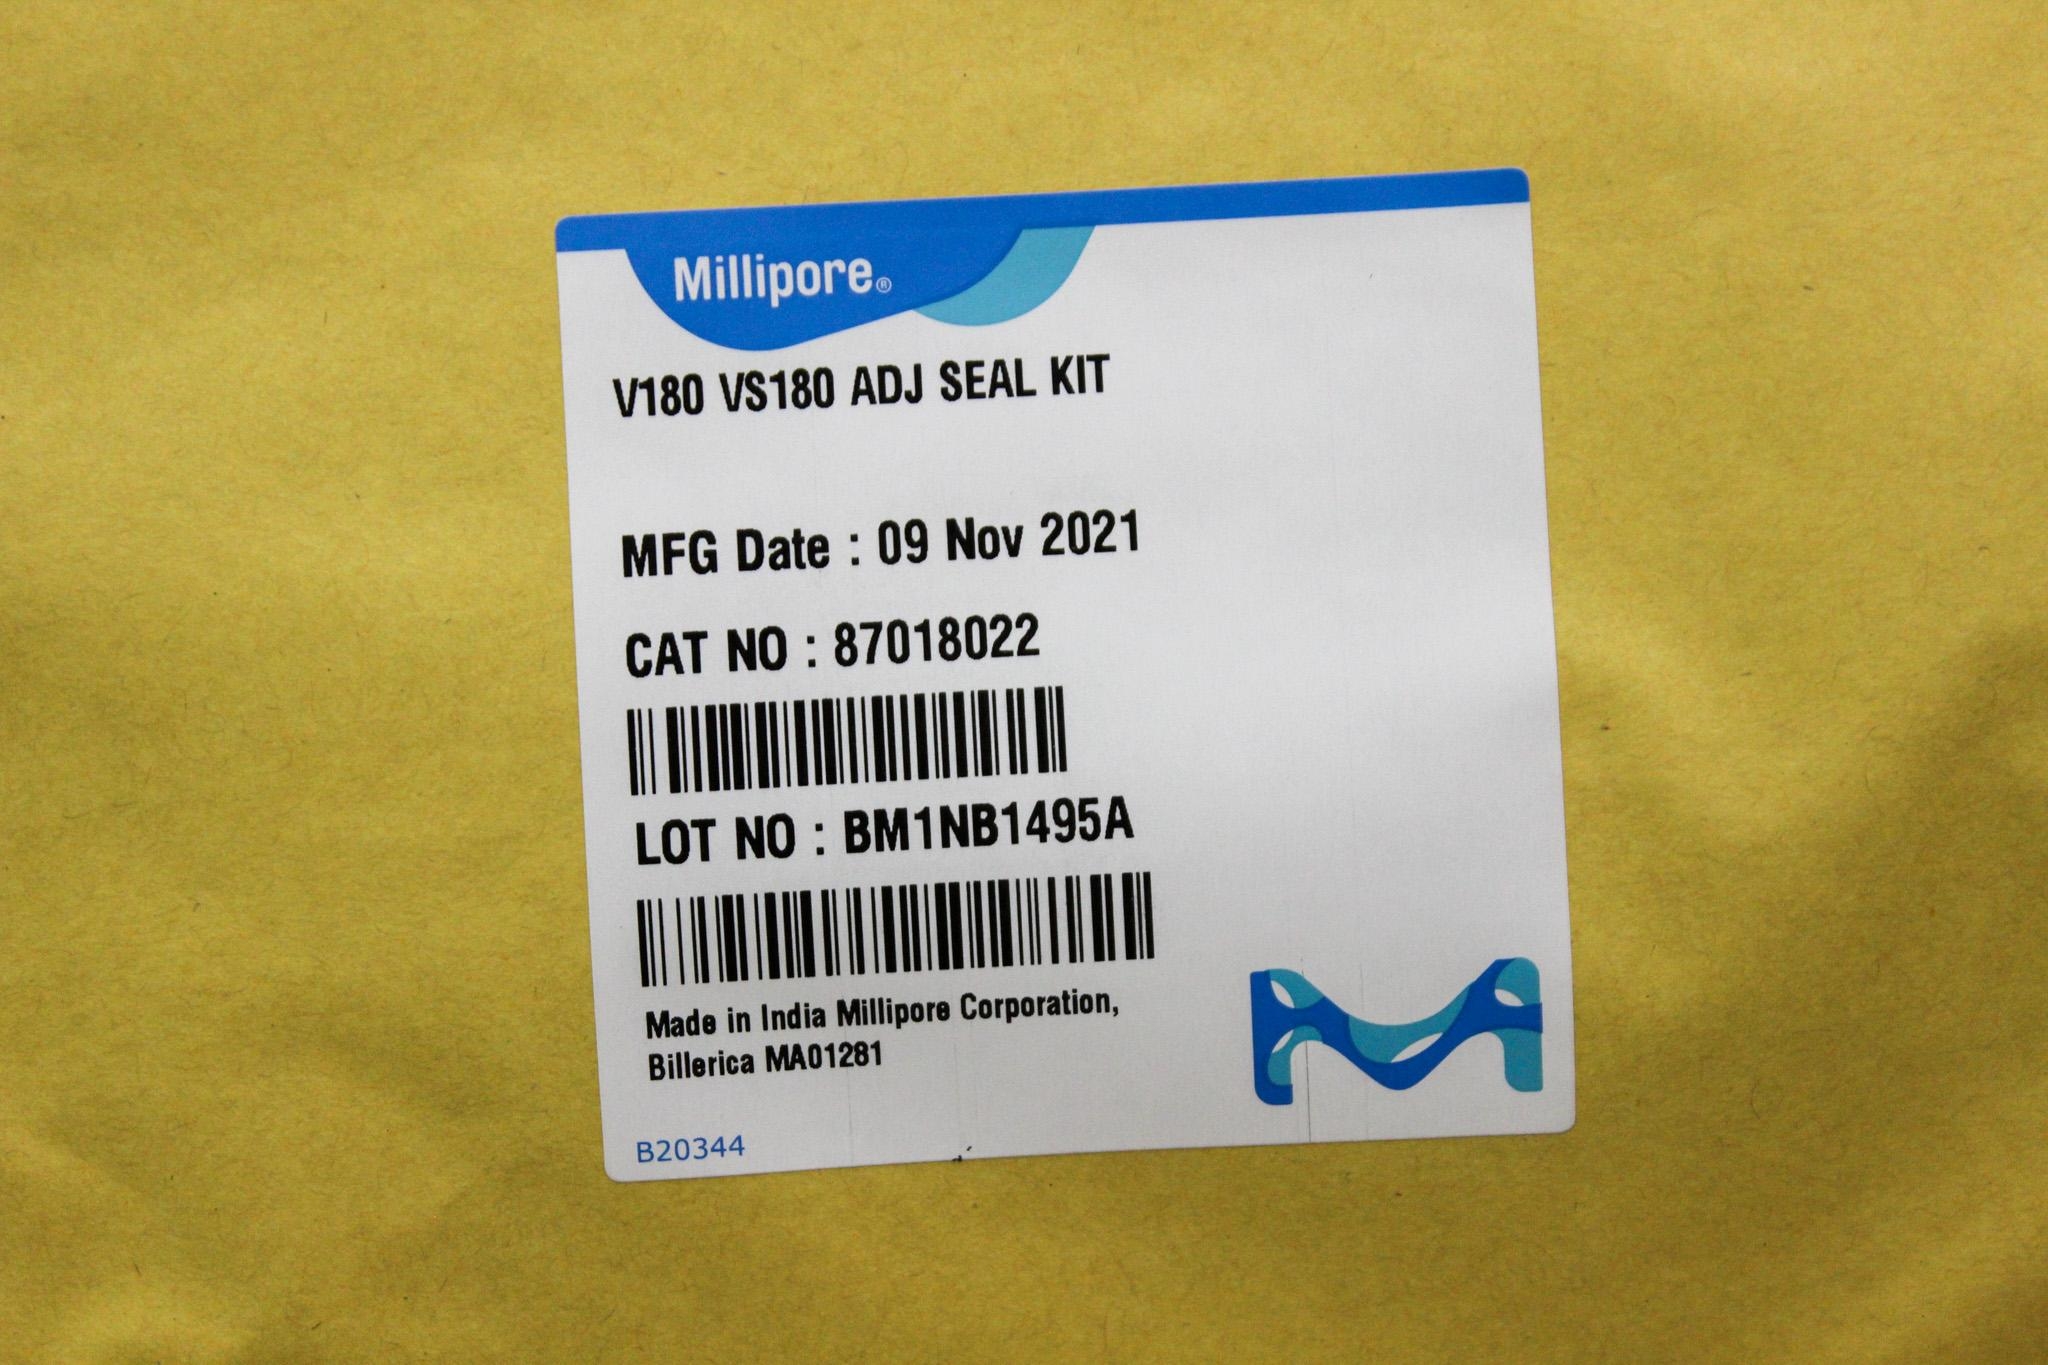 Millipore®
V180 VS180 ADJ SEAL KIT
MFG Date : 09 Nov 2021
CAT NO : 87018022
LOT NO : BM1NB1495A
Made in India Millipore Corporation,
Billerica MA01281
B20344